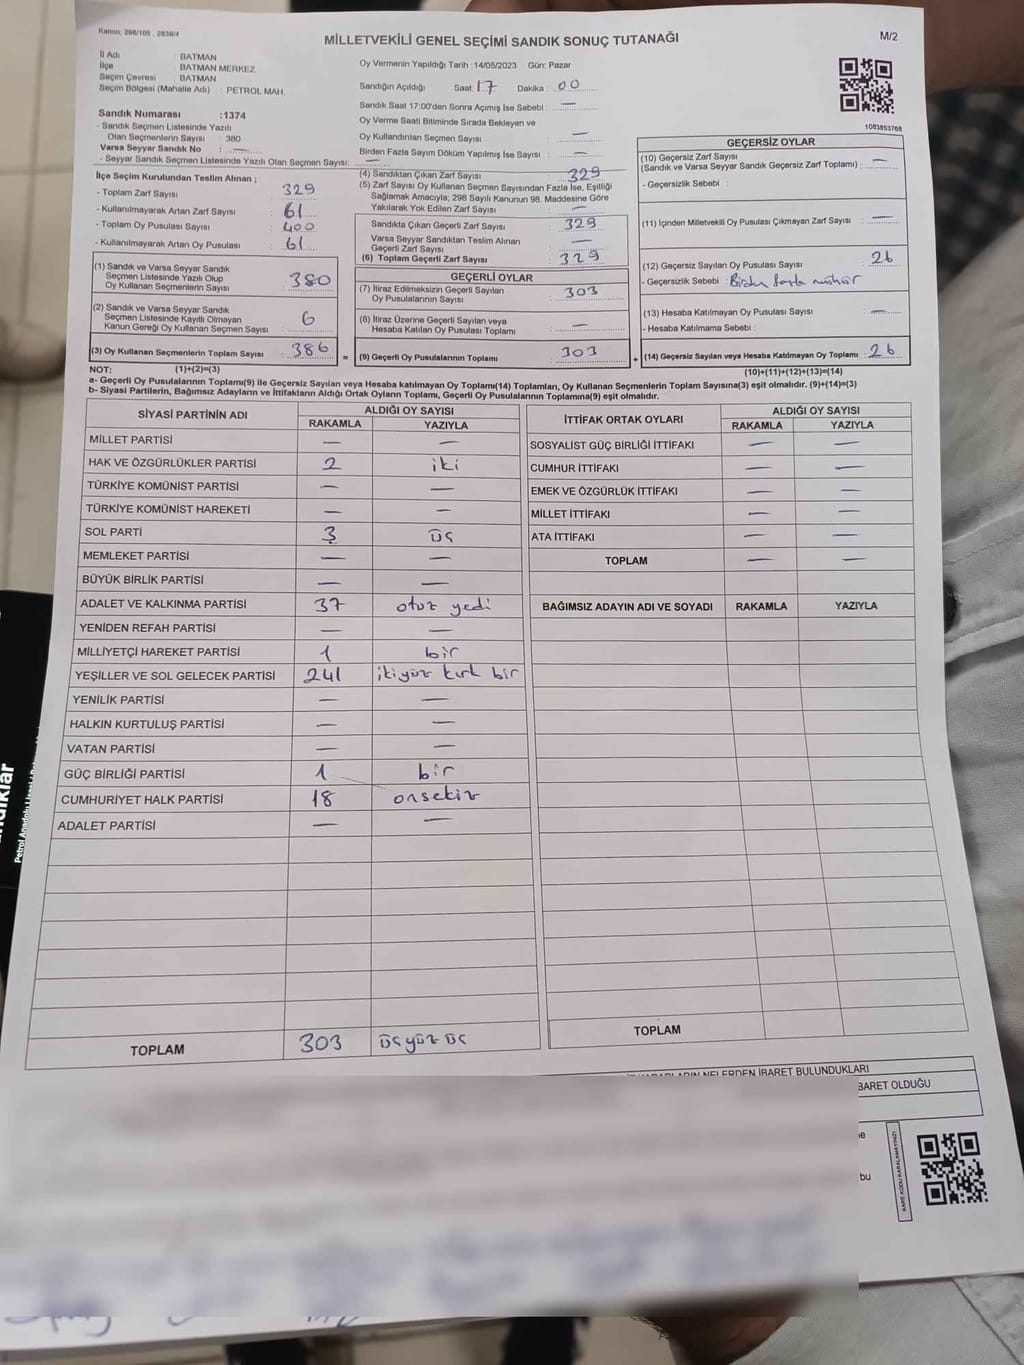 Kanun; 298/105 , 2839/4
MİLLETVEKİLİ GENEL SEÇİMİ SANDIK SONUÇ TUTANAĞI
M/2
İl Adı : BATMAN
İlçe : BATMAN MERKEZ
Seçim Çevresi : BATMAN
Seçim Bölgesi (Mahalle Adı) : PETROL MAH.
Sandık Numarası :1374
- Sandık Seçmen Listesinde Yazılı
Olan Seçmenlerin Sayısı : 380
Varsa Seyyar Sandık No : —
- Seyyar Sandık Seçmen Listesinde Yazılı Olan Seçmen Sayısı: —
İlçe Seçim Kurulundan Teslim Alınan ;
- Toplam Zarf Sayısı 329
- Kullanılmayarak Artan Zarf Sayısı 61
- Toplam Oy Pusulası Sayısı 400
- Kullanılmayarak Artan Oy Pusulası 61
(1) Sandık ve Varsa Seyyar Sandık
Seçmen Listesinde Yazılı Olup
Oy Kullanan Seçmenlerin Sayısı : 380
(2) Sandık ve Varsa Seyyar Sandık
Seçmen Listesinde Kayıtlı Olmayan
Kanun Gereği Oy Kullanan Seçmen Sayısı 6
(3) Oy Kullanan Seçmenlerin Toplam Sayısı : 386
Oy Vermenin Yapıldığı Tarih :14/05/2023 Gün: Pazar
Sandığın Açıldığı Saat: 17 Dakika : 00
Sandık Saat 17:00'den Sonra Açımış İse Sebebi : —
Oy Verme Saati Bitiminde Sırada Bekleyen ve
Oy Kullandırılan Seçmen Sayısı : —
Birden Fazla Sayım Döküm Yapılmış İse Sayısı : —
(4) Sandıktan Çıkan Zarf Sayısı : 329
(5) Zarf Sayısı Oy Kullanan Seçmen Sayısından Fazla İse, Eşitliği
Sağlamak Amacıyla; 298 Sayılı Kanunun 98. Maddesine Göre
Yakılarak Yok Edilen Zarf Sayısı : —
Sandıkta Çıkan Geçerli Zarf Sayısı : 329
Varsa Seyyar Sandıktan Teslim Alınan
Geçerli Zarf Sayısı : —
(6) Toplam Geçerli Zarf Sayısı : 329
GEÇERLİ OYLAR
(7) İtiraz Edilmeksizin Geçerli Sayılan
Oy Pusulalarının Sayısı : 303
(8) İtiraz Üzerine Geçerli Sayılan veya
Hesaba Katılan Oy Pusulası Toplamı : —
= (9) Geçerli Oy Pusulalarının Toplamı : 303
1083853768
GEÇERSİZ OYLAR
(10) Geçersiz Zarf Sayısı
(Sandık ve Varsa Seyyar Sandık Geçersiz Zarf Toplamı) : —
- Geçersizlik Sebebi :
(11) İçinden Milletvekili Oy Pusulası Çıkmayan Zarf Sayısı : —
(12) Geçersiz Sayılan Oy Pusulası Sayısı : 26
- Geçersizlik Sebebi : Birden fazla mühür
(13) Hesaba Katılmayan Oy Pusulası Sayısı : —
- Hesaba Katılmama Sebebi :
+ (14) Geçersiz Sayılan veya Hesaba Katılmayan Oy Toplamı : 26
NOT: (1)+(2)=(3)
(10)+(11)+(12)+(13)=(14)
a- Geçerli Oy Pusulalarının Toplamı(9) ile Geçersiz Sayılan veya Hesaba katılmayan Oy Toplamı(14) Toplamları, Oy Kullanan Seçmenlerin Toplam Sayısına(3) eşit olmalıdır. (9)+(14)=(3)
b- Siyasi Partilerin, Bağımsız Adayların ve İttifakların Aldığı Ortak Oyların Toplamı, Geçerli Oy Pusulalarının Toplamına(9) eşit olmalıdır.
SİYASİ PARTİNİN ADI ALDIĞI OY SAYISI
RAKAMLA YAZIYLA
MİLLET PARTİSİ — —
HAK VE ÖZGÜRLÜKLER PARTİSİ 2 iki
TÜRKİYE KOMÜNİST PARTİSİ — —
TÜRKİYE KOMÜNİST HAREKETİ — —
SOL PARTİ 3 üç
MEMLEKET PARTİSİ — —
BÜYÜK BİRLİK PARTİSİ — —
ADALET VE KALKINMA PARTİSİ 37 otuz yedi
YENİDEN REFAH PARTİSİ — —
MİLLİYETÇİ HAREKET PARTİSİ 1 bir
YEŞİLLER VE SOL GELECEK PARTİSİ 241 ikiyüz kırk bir
YENİLİK PARTİSİ — —
HALKIN KURTULUŞ PARTİSİ — —
VATAN PARTİSİ — —
GÜÇ BİRLİĞİ PARTİSİ 1 bir
CUMHURİYET HALK PARTİSİ 18 onsekiz
ADALET PARTİSİ — —
TOPLAM 303 üçyüz üç
İTTİFAK ORTAK OYLARI ALDIĞI OY SAYISI
RAKAMLA YAZIYLA
SOSYALİST GÜÇ BİRLİĞİ İTTİFAKI — —
CUMHUR İTTİFAKI — —
EMEK VE ÖZGÜRLÜK İTTİFAKI — —
MİLLET İTTİFAKI — —
ATA İTTİFAKI — —
TOPLAM — —
BAĞIMSIZ ADAYIN ADI VE SOYADI RAKAMLA YAZIYLA
TOPLAM
NELERDEN İBARET BULUNDUKLARI
BARET OLDUĞU
bu
KARE KODU KARALAMAYINIZ!